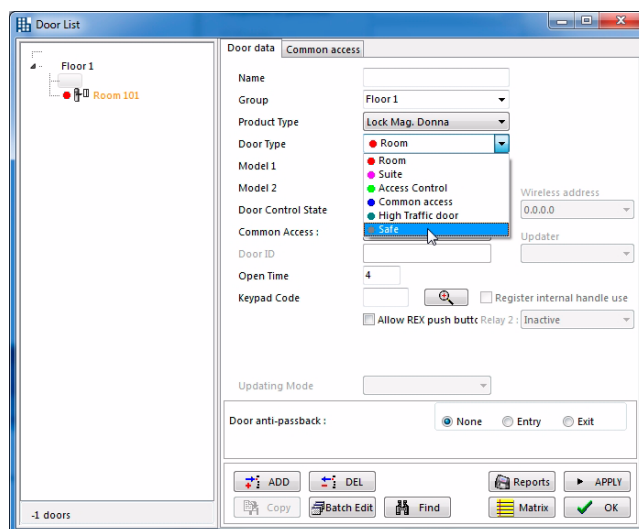 Door List
Floor 1
Room 101
-1 doors
Door data
Common access
Name
Group
Floor 1
Product Type
Lock Mag. Donna
Door Type
Room
Room
Suite
Access Control
Common access
High Traffic door
Safe
Model 1
Model 2
Wireless address
Door Control State
0.0.0.0
Common Access :
Updater
Door ID
Open Time
4
Keypad Code
Register internal handle use
Allow REX push butto
Relay 2 :
Inactive
Updating Mode
Door anti-passback :
None
Entry
Exit
ADD
DEL
Reports
APPLY
Copy
Batch Edit
Find
Matrix
OK